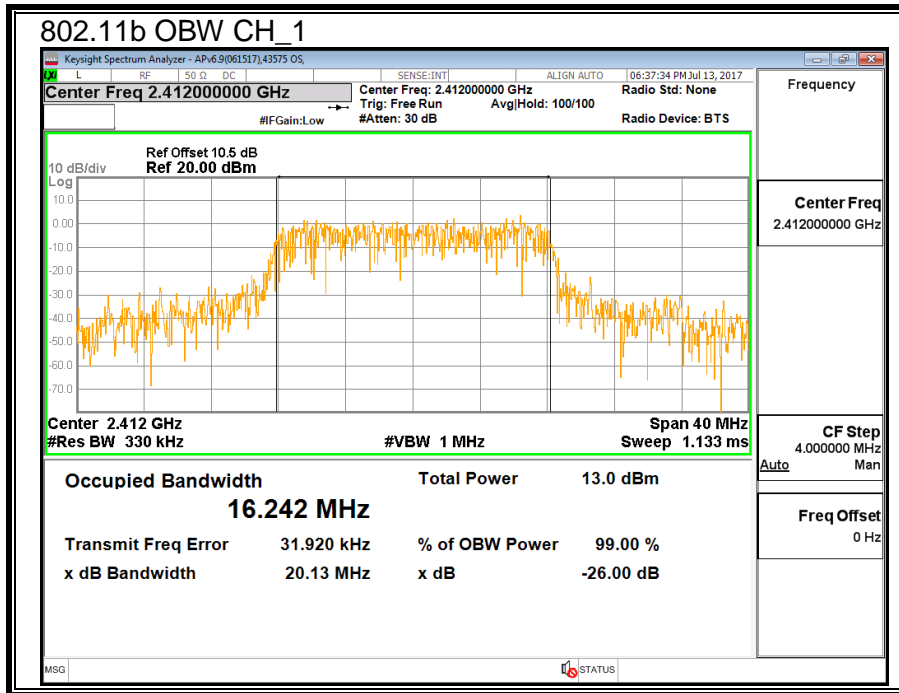 802.11b OBW CH_1
Keysight Spectrum Analyzer - APv6.9(061517),43575 OS,
LXI L RF 50 Ω DC SENSE:INT ALIGN AUTO 06:37:34 PM Jul 13, 2017
Center Freq 2.412000000 GHz
Center Freq: 2.412000000 GHz Radio Std: None
Trig: Free Run Avg|Hold: 100/100
#IFGain:Low #Atten: 30 dB Radio Device: BTS
Frequency
Ref Offset 10.5 dB
10 dB/div Ref 20.00 dBm
Log
10.0
0.00
-10.0
-20.0
-30.0
-40.0
-50.0
-60.0
-70.0
Center 2.412 GHz Span 40 MHz
#Res BW 330 kHz #VBW 1 MHz Sweep 1.133 ms
Occupied Bandwidth Total Power 13.0 dBm
16.242 MHz
Transmit Freq Error 31.920 kHz % of OBW Power 99.00 %
x dB Bandwidth 20.13 MHz x dB -26.00 dB
Center Freq
2.412000000 GHz
CF Step
4.000000 MHz
Auto Man
Freq Offset
0 Hz
MSG STATUS